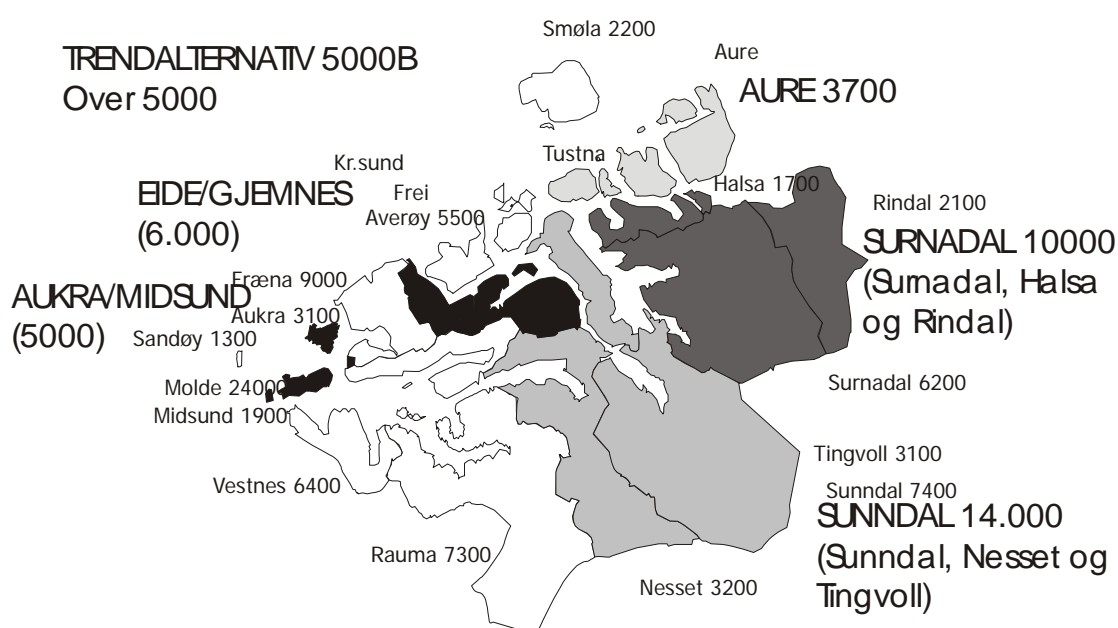 Smøla 2200
TRENDALTERNATIV 5000B
Over 5000
Aure
AURE 3700
Tustna
Kr.sund
Halsa 1700
EIDE/GJEMNES
(6.000)
Frei
Averøy 5500
Rindal 2100
SURNADAL 10000
(Surnadal, Halsa
og Rindal)
Fræna 9000
AUKRA/MIDSUND
(5000)
Aukra 3100
Sandøy 1300
Molde 24000
Midsund 1900
Surnadal 6200
Tingvoll 3100
Vestnes 6400
Sunndal 7400
SUNNDAL 14.000
(Sunndal, Nesset og
Tingvoll)
Rauma 7300
Nesset 3200